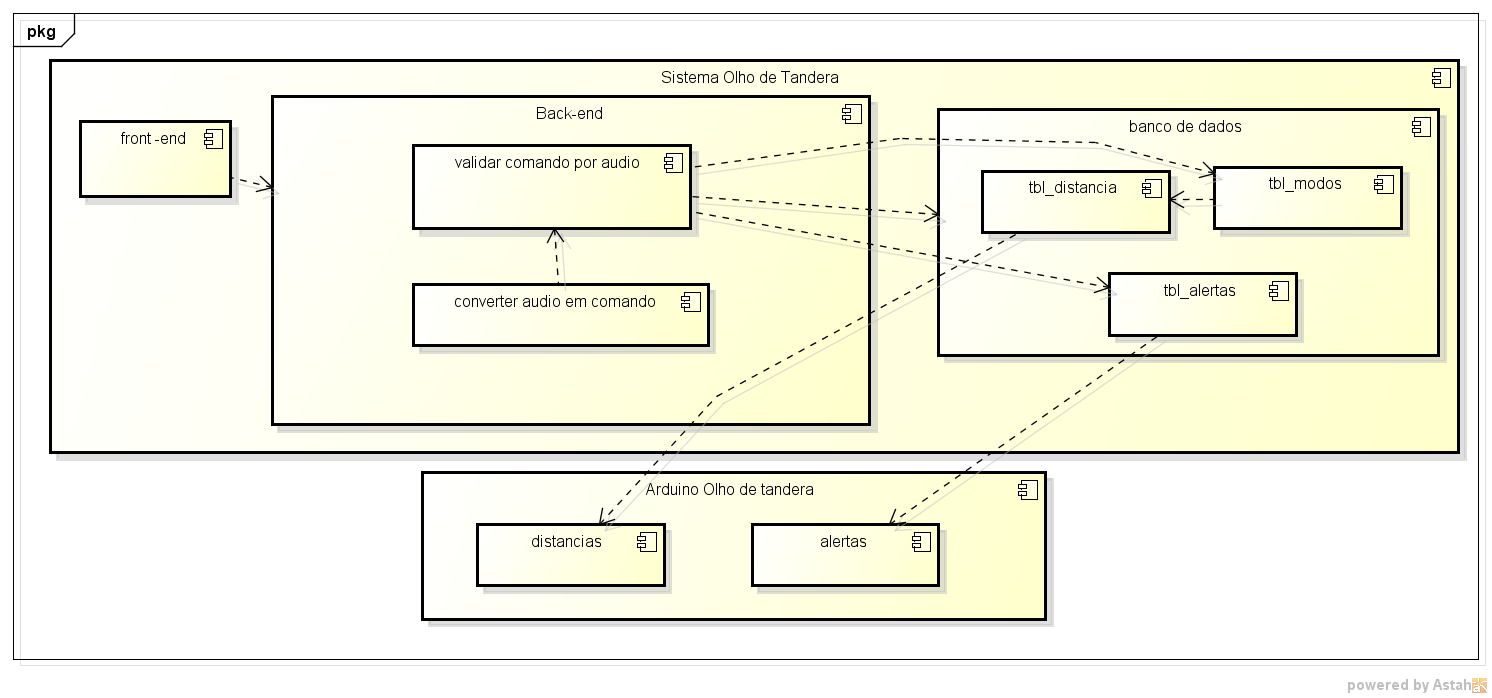 pkg
Sistema Olho de Tandera
front -end
Back-end
validar comando por audio
converter audio em comando
banco de dados
tbl_distancia
tbl_modos
tbl_alertas
Arduino Olho de tandera
distancias
alertas
powered by Astah